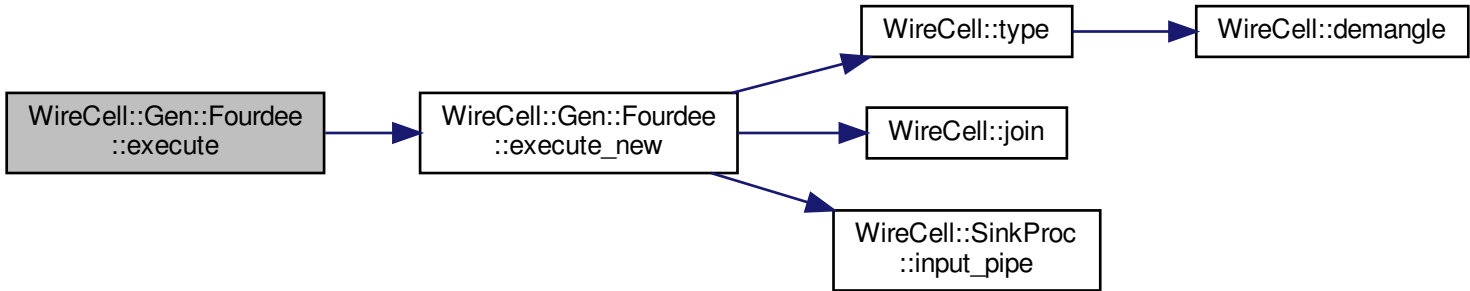 WireCell::Gen::Fourdee
::execute
WireCell::Gen::Fourdee
::execute_new
WireCell::type
WireCell::demangle
WireCell::join
WireCell::SinkProc
::input_pipe